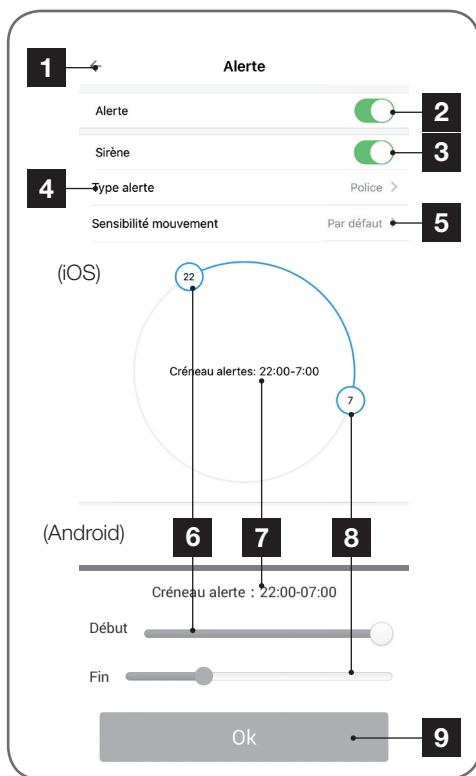 1 Alerte
Alerte 2
Sirène 3
4 Type alerte Police
Sensibilité mouvement Par défaut 5
(iOS)
22
Créneau alertes: 22:00-7:00
7
(Android) 6 7 8
Créneau alerte : 22:00-07:00
Début
Fin
Ok 9